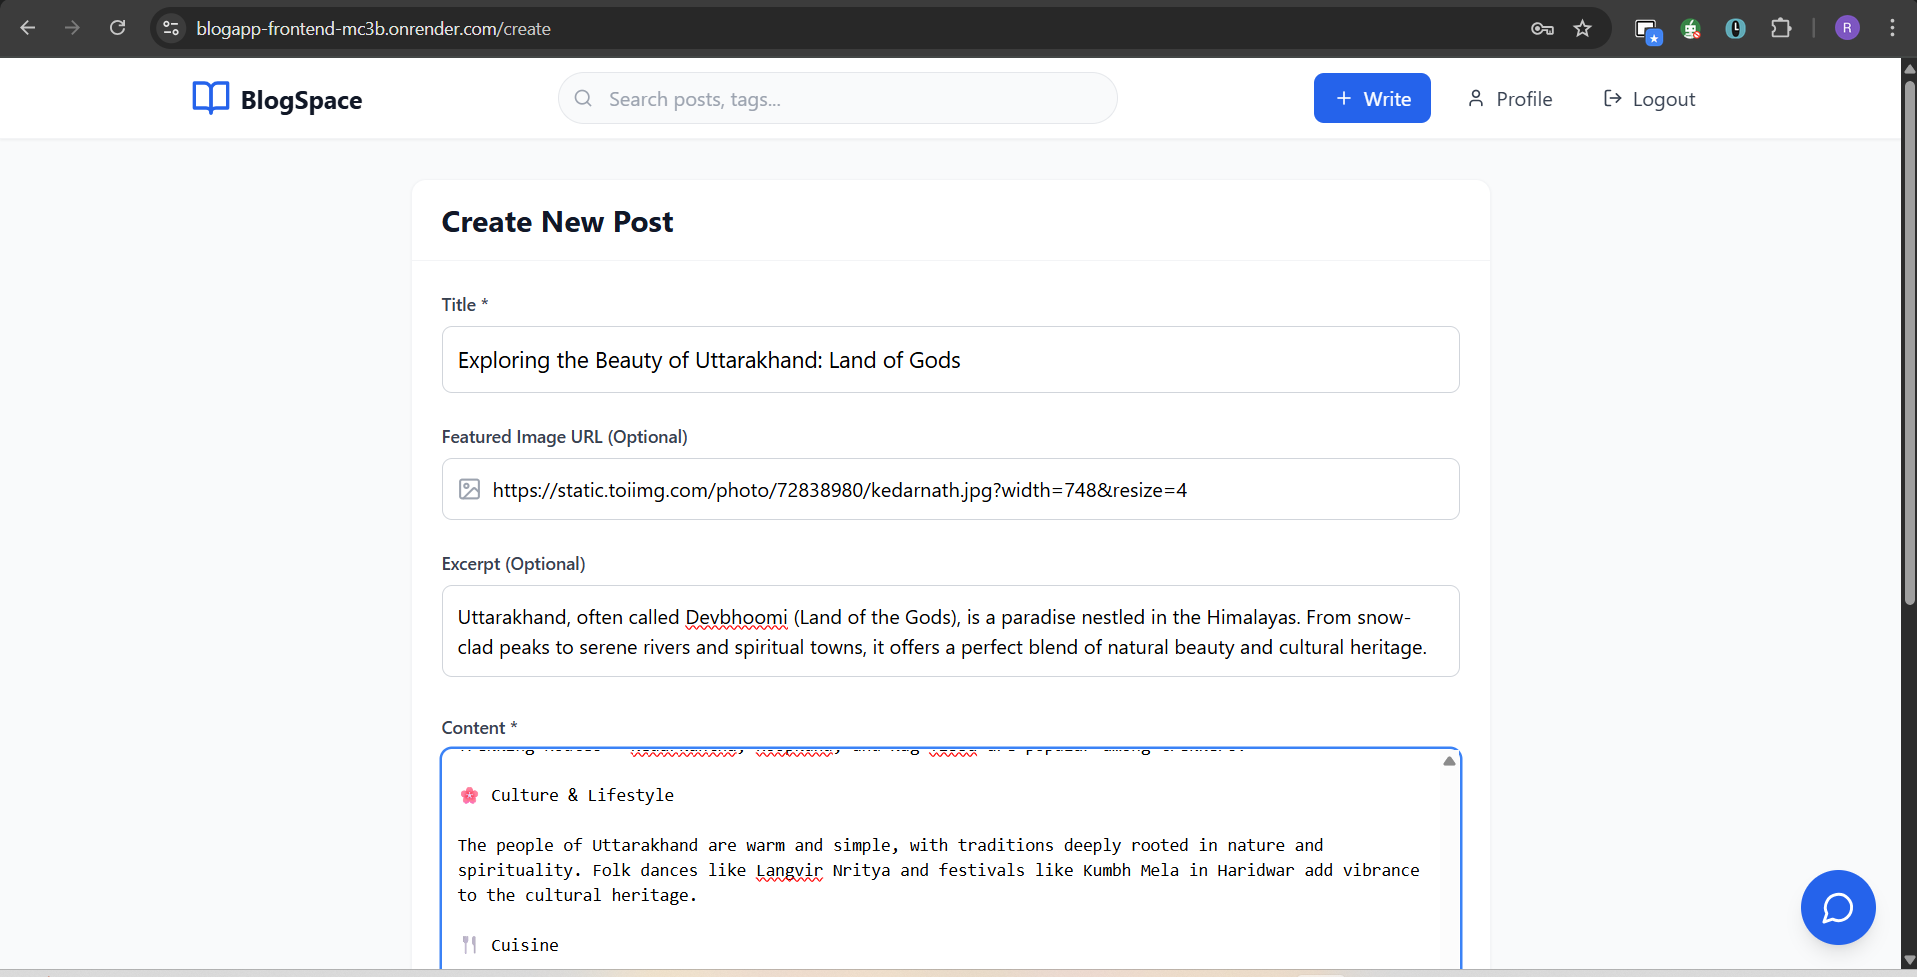 blogapp-frontend-mc3b.onrender.com/create
R
BlogSpace
Search posts, tags...
+ Write
Profile
Logout
Create New Post
Title *
Exploring the Beauty of Uttarakhand: Land of Gods
Featured Image URL (Optional)
https://static.toiimg.com/photo/72838980/kedarnath.jpg?width=748&resize=4
Excerpt (Optional)
Uttarakhand, often called Devbhoomi (Land of the Gods), is a paradise nestled in the Himalayas. From snow-
clad peaks to serene rivers and spiritual towns, it offers a perfect blend of natural beauty and cultural heritage.
Content *
🌸 Culture & Lifestyle
The people of Uttarakhand are warm and simple, with traditions deeply rooted in nature and
spirituality. Folk dances like Langvir Nritya and festivals like Kumbh Mela in Haridwar add vibrance
to the cultural heritage.
🍴 Cuisine